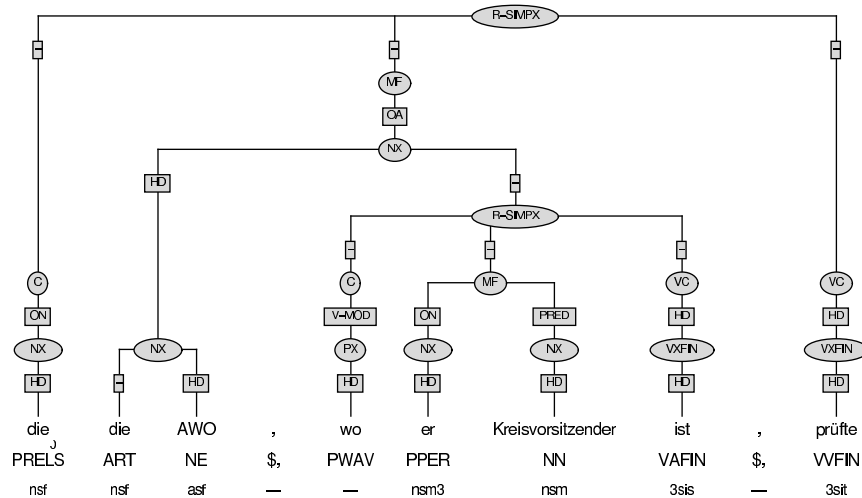 R–SIMPX
– – –
MF
OA
NX
HD –
R–SIMPX
– – –
C C MF VC VC
ON V–MOD ON PRED HD HD
NX NX PX NX NX VXFIN VXFIN
HD – HD HD HD HD HD HD
die die AWO , wo er Kreisvorsitzender ist , prüfte
PRELS ART NE $, PWAV PPER NN VAFIN $, VVFIN
nsf nsf asf — — nsm3 nsm 3sis — 3sit